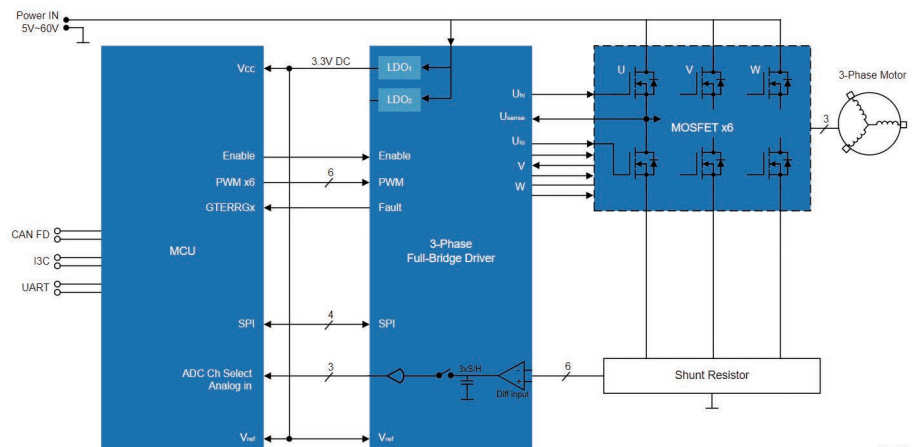 Power IN
5V~60V
Vcc
3.3V DC
LDO1
LDO2
Uhi
Usense
Ulo
V
W
U
V
W
MOSFET x6
3-Phase Motor
3
Enable
Enable
PWM x6
6
PWM
GTERRGx
Fault
CAN FD
I3C
UART
MCU
3-Phase
Full-Bridge Driver
SPI
4
SPI
ADC Ch Select
Analog in
3
3xS/H
-
+
Diff input
6
Shunt Resistor
Vref
Vref